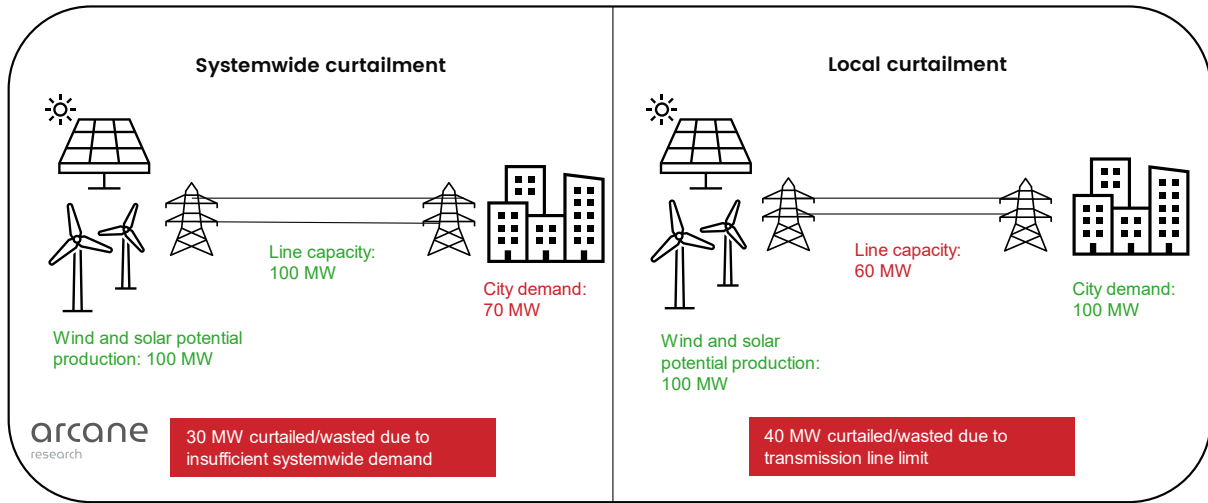 Systemwide curtailment
Line capacity:
100 MW
City demand:
70 MW
Wind and solar potential
production: 100 MW
30 MW curtailed/wasted due to
insufficient systemwide demand
arcane
research
Local curtailment
Line capacity:
60 MW
City demand:
100 MW
Wind and solar
potential production:
100 MW
40 MW curtailed/wasted due to
transmission line limit